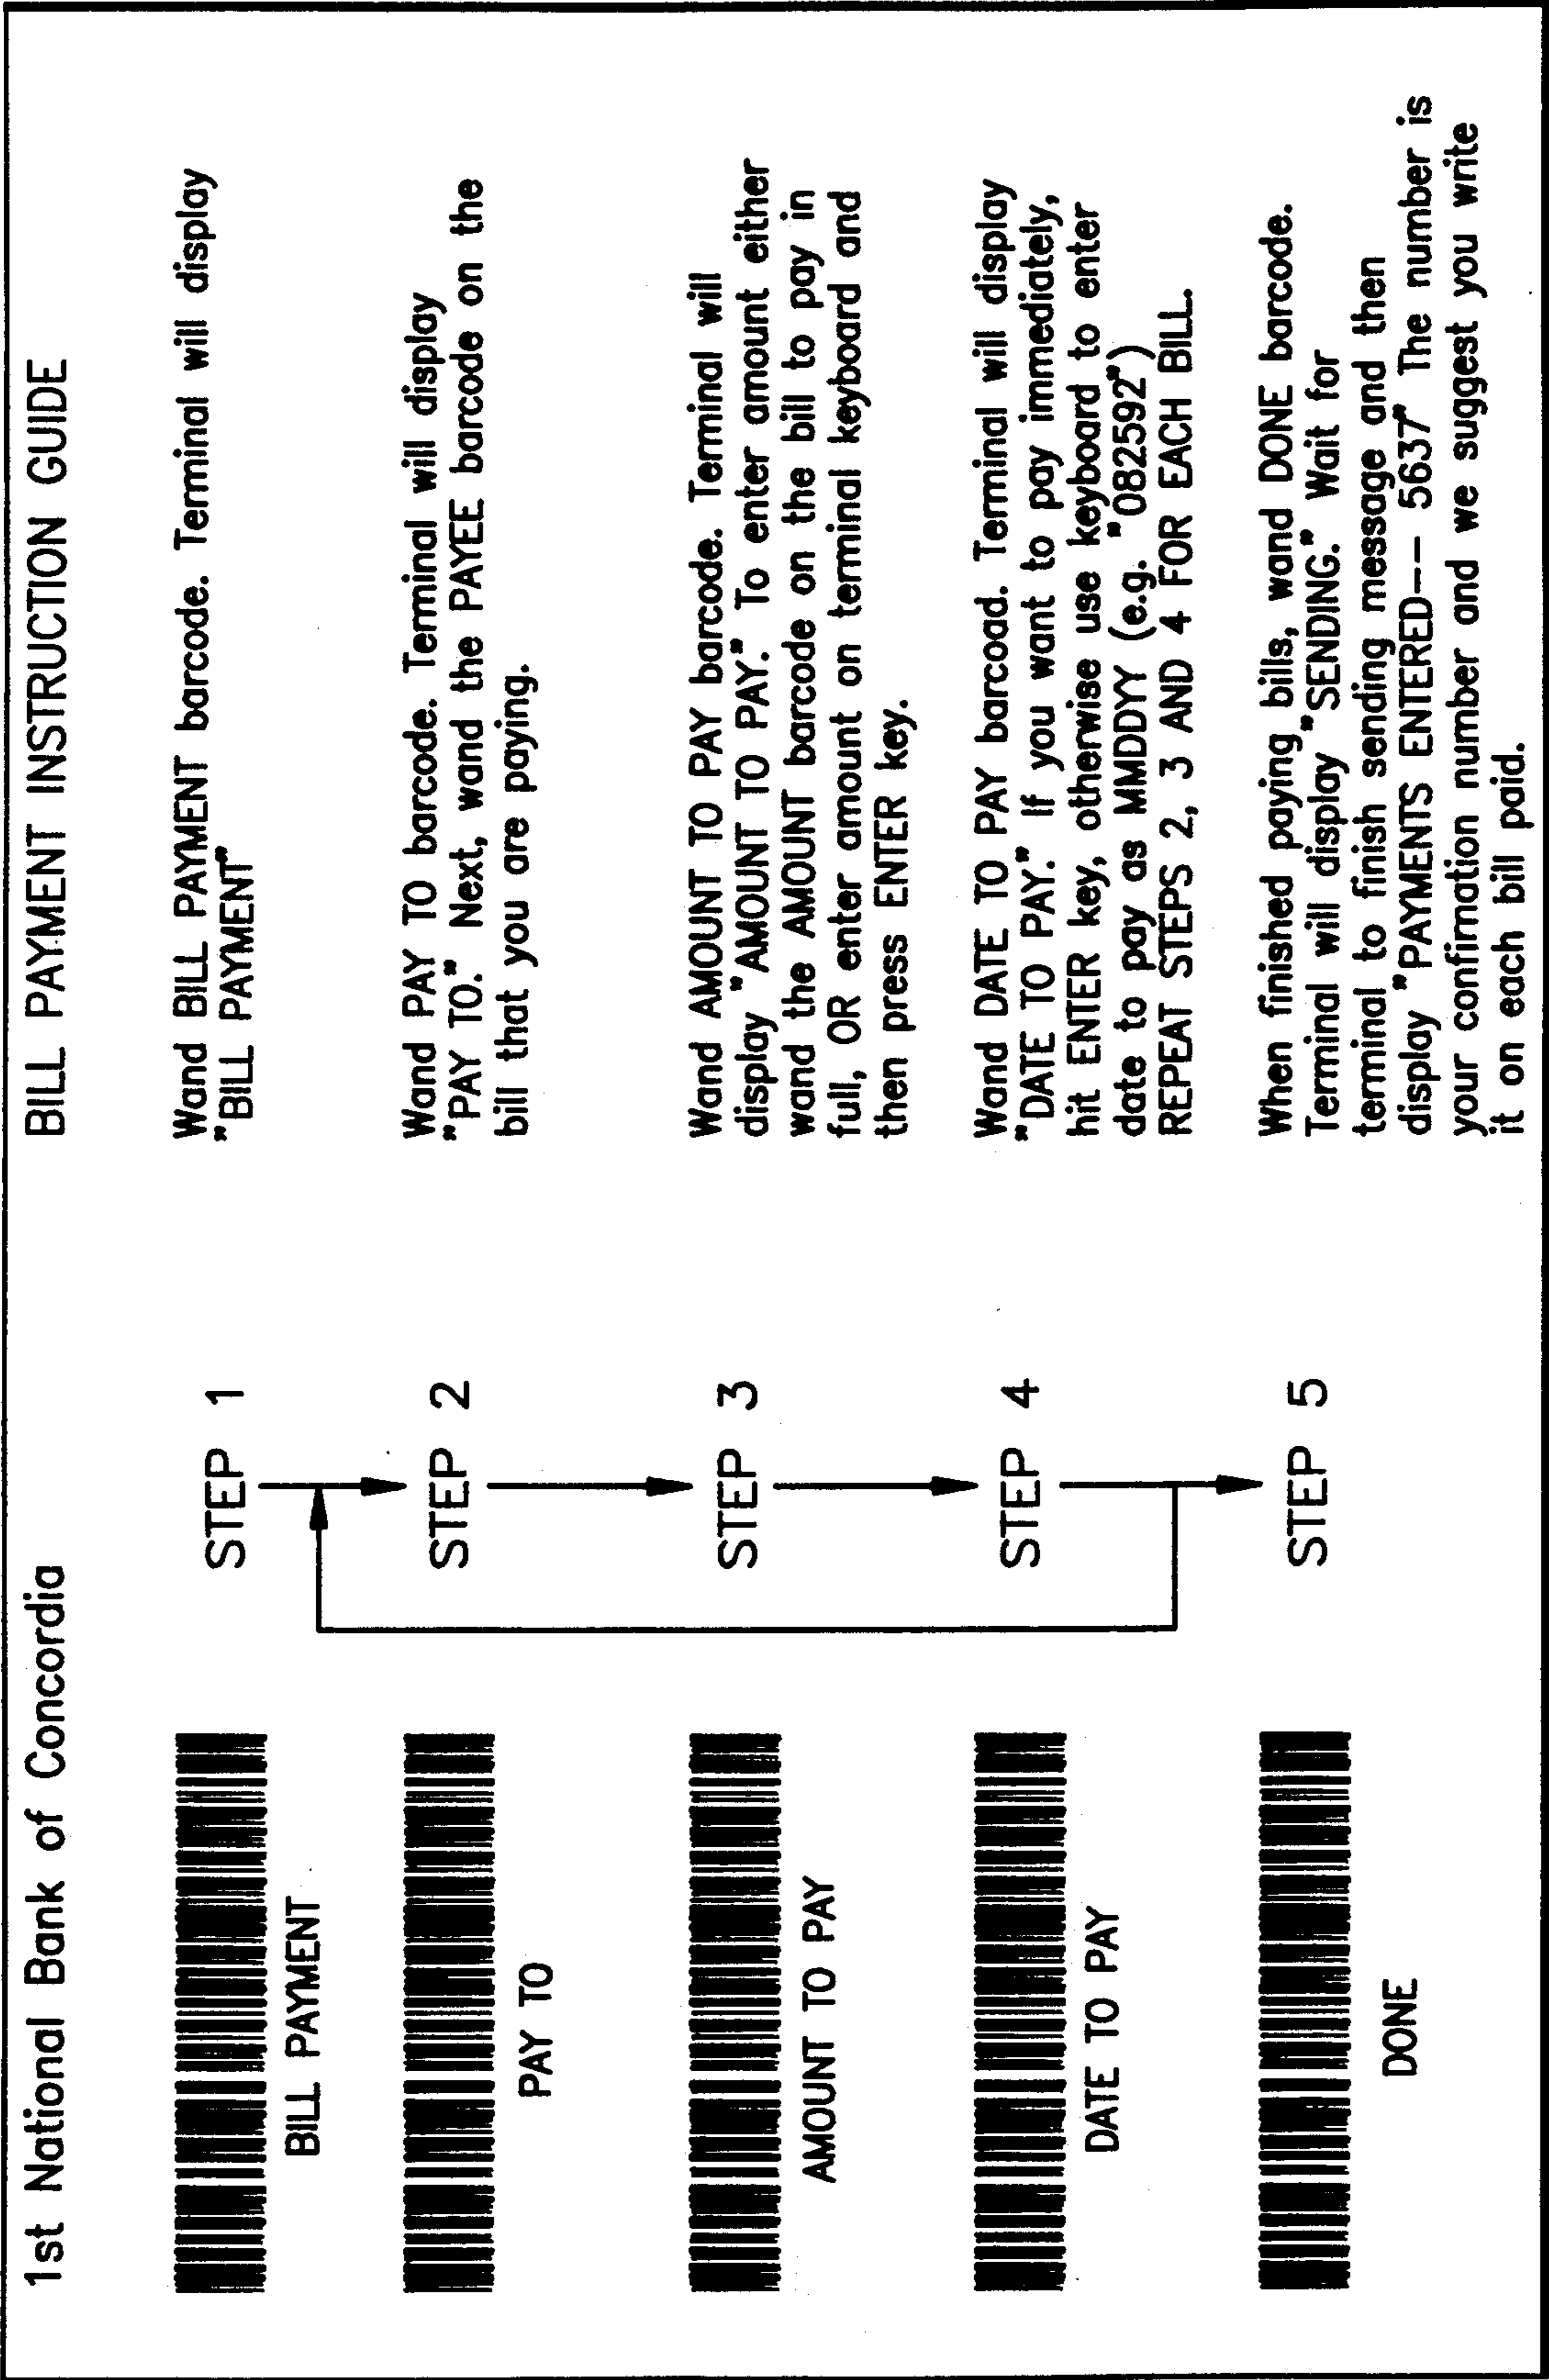 1st National Bank of Concordia
BILL PAYMENT INSTRUCTION GUIDE
BILL PAYMENT
STEP 1
Wand BILL PAYMENT barcode. Terminal will display
"BILL PAYMENT"
PAY TO
STEP 2
Wand PAY TO barcode. Terminal will display
"PAY TO." Next, wand the PAYEE barcode on the
bill that you are paying.
AMOUNT TO PAY
STEP 3
Wand AMOUNT TO PAY barcode. Terminal will
display "AMOUNT TO PAY." To enter amount either
wand the AMOUNT barcode on the bill to pay in
full, OR enter amount on terminal keyboard and
then press ENTER key.
DATE TO PAY
STEP 4
Wand DATE TO PAY barcoad. Terminal will display
"DATE TO PAY." If you want to pay immediately,
hit ENTER key, otherwise use keyboard to enter
date to pay as MMDDYY (e.g. "082592")
REPEAT STEPS 2, 3 AND 4 FOR EACH BILL.
DONE
STEP 5
When finished paying bills, wand DONE barcode.
Terminal will display "SENDING." Wait for
terminal to finish sending message and then
display "PAYMENTS ENTERED-- 5637" The number is
your confirmation number and we suggest you write
it on each bill paid.